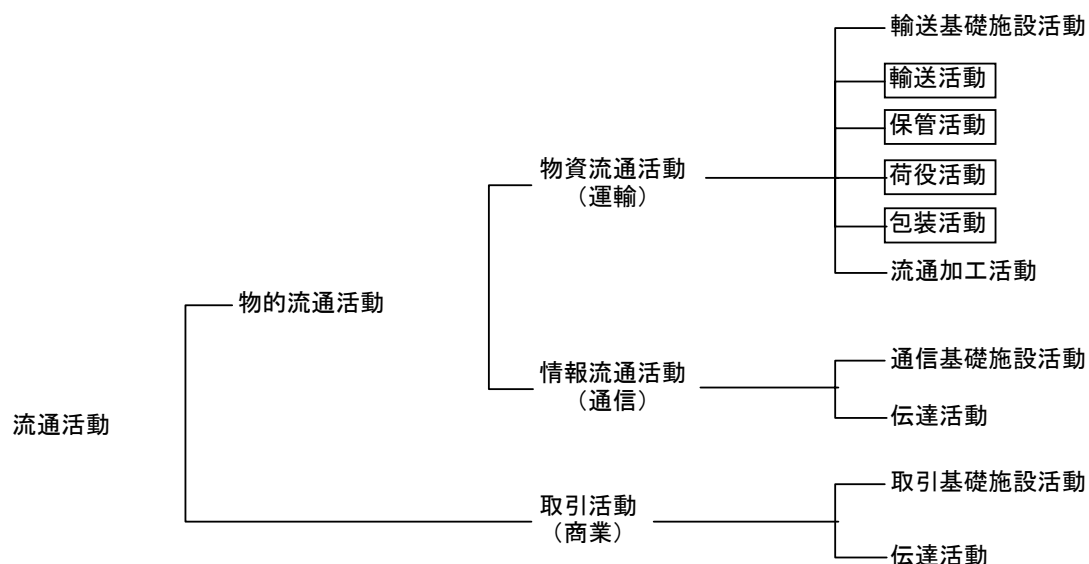 輸送基礎施設活動
輸送活動
保管活動
物資流通活動
(運輸)
荷役活動
包装活動
流通加工活動
物的流通活動
情報流通活動
(通信)
通信基礎施設活動
伝達活動
流通活動
取引活動
(商業)
取引基礎施設活動
伝達活動